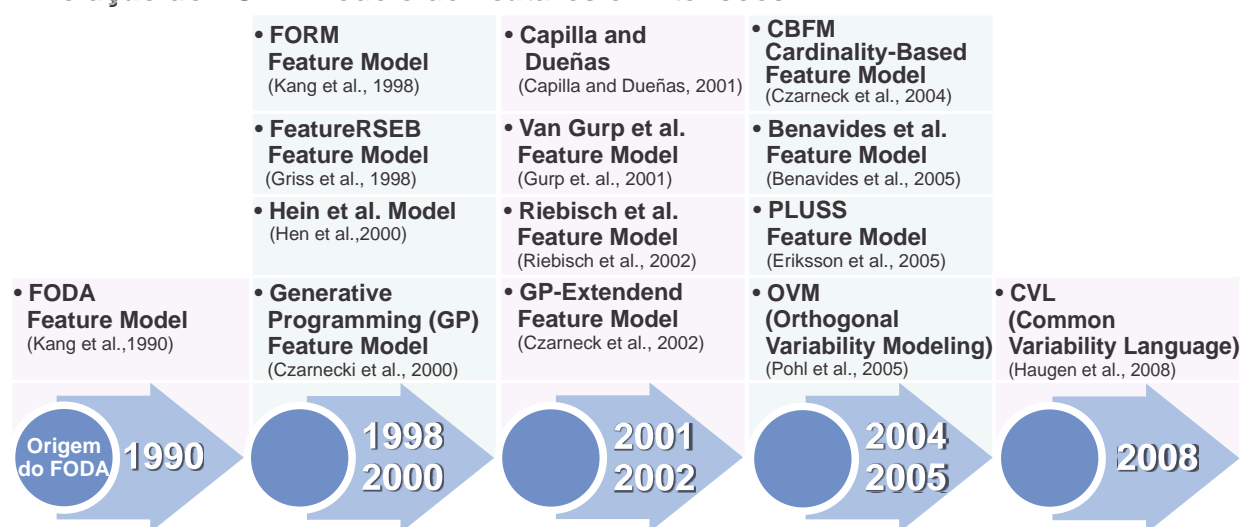 • FORM
Feature Model
(Kang et al., 1998)
• FeatureRSEB
Feature Model
(Griss et al., 1998)
• Hein et al. Model
(Hen et al.,2000)
• Generative
Programming (GP)
Feature Model
(Czarnecki et al., 2000)
• Capilla and
Dueñas
(Capilla and Dueñas, 2001)
• Van Gurp et al.
Feature Model
(Gurp et. al., 2001)
• Riebisch et al.
Feature Model
(Riebisch et al., 2002)
• GP-Extendend
Feature Model
(Czarneck et al., 2002)
• CBFM
Cardinality-Based
Feature Model
(Czarneck et al., 2004)
• Benavides et al.
Feature Model
(Benavides et al., 2005)
• PLUSS
Feature Model
(Eriksson et al., 2005)
• OVM
(Orthogonal
Variability Modeling)
(Pohl et al., 2005)
• FODA
Feature Model
(Kang et al.,1990)
• CVL
(Common
Variability Language)
(Haugen et al., 2008)
Origem
do FODA
1990
1998
2000
2001
2002
2004
2005
2008